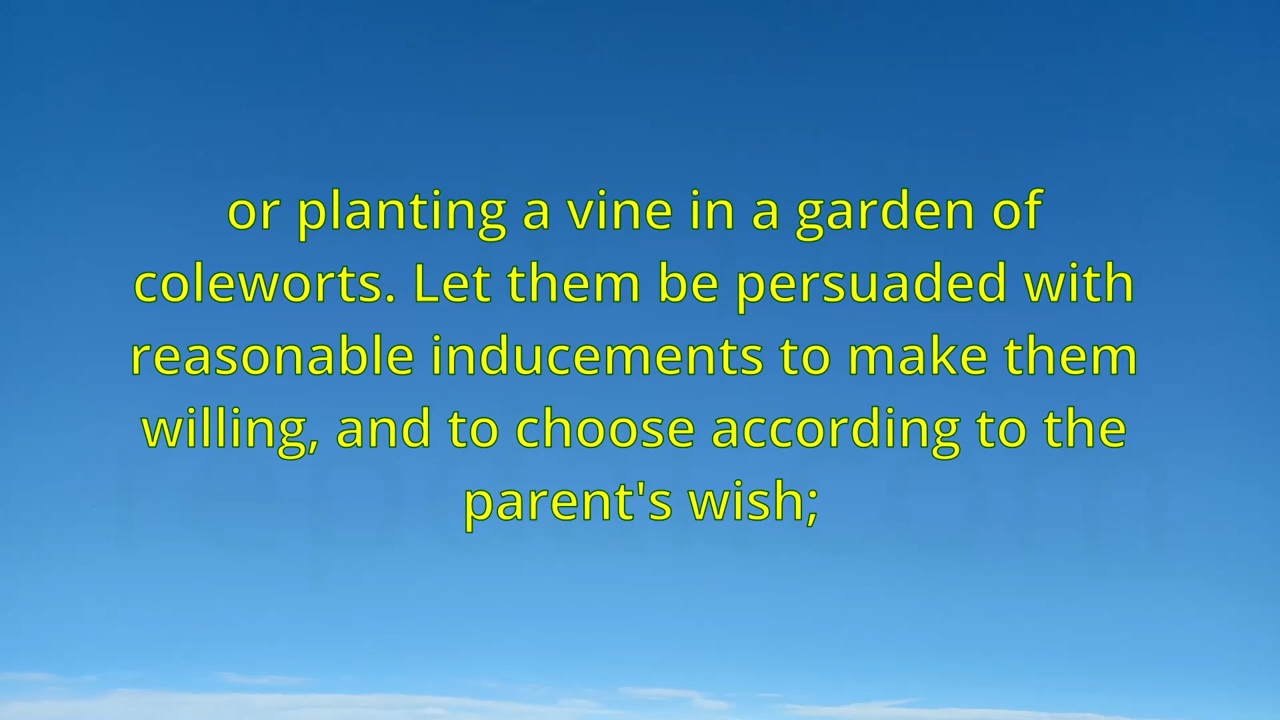 or planting a vine in a garden of
coleworts. Let them be persuaded with
reasonable inducements to make them
willing, and to choose according to the
parent's wish;